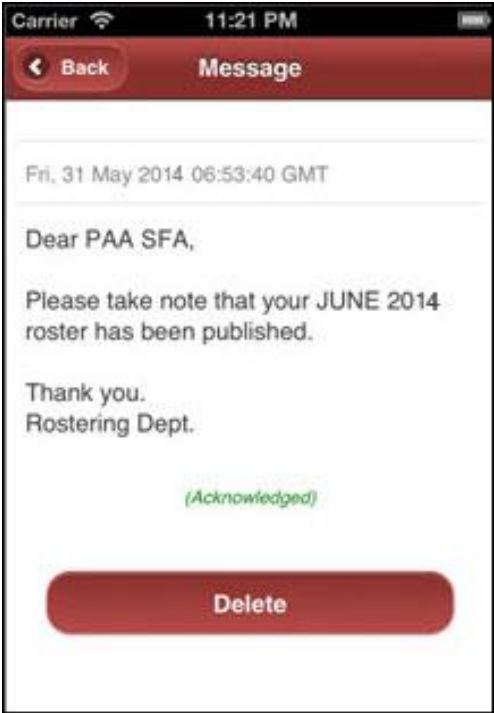 Carrier 11:21 PM
Back Message
Fri, 31 May 2014 06:53:40 GMT
Dear PAA SFA,
Please take note that your JUNE 2014
roster has been published.
Thank you.
Rostering Dept.
(Acknowledged)
Delete